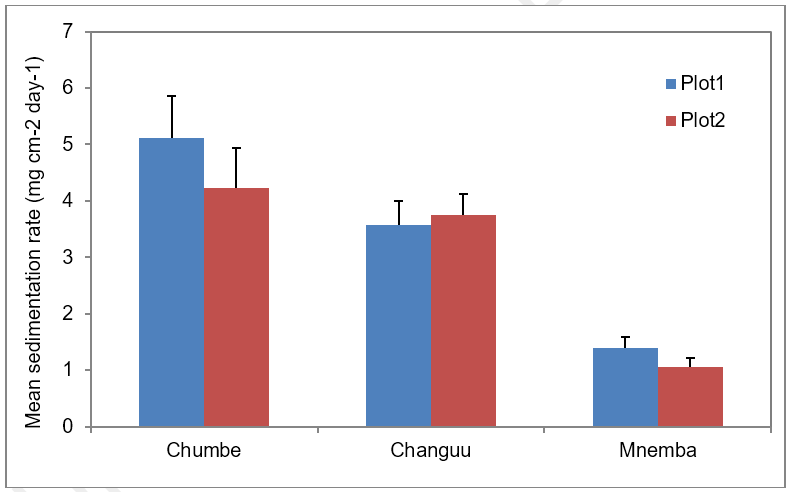 Mean sedimentation rate (mg cm-2 day-1)
7
6
5
4
3
2
1
0
Plot1
Plot2
Chumbe Changuu Mnemba